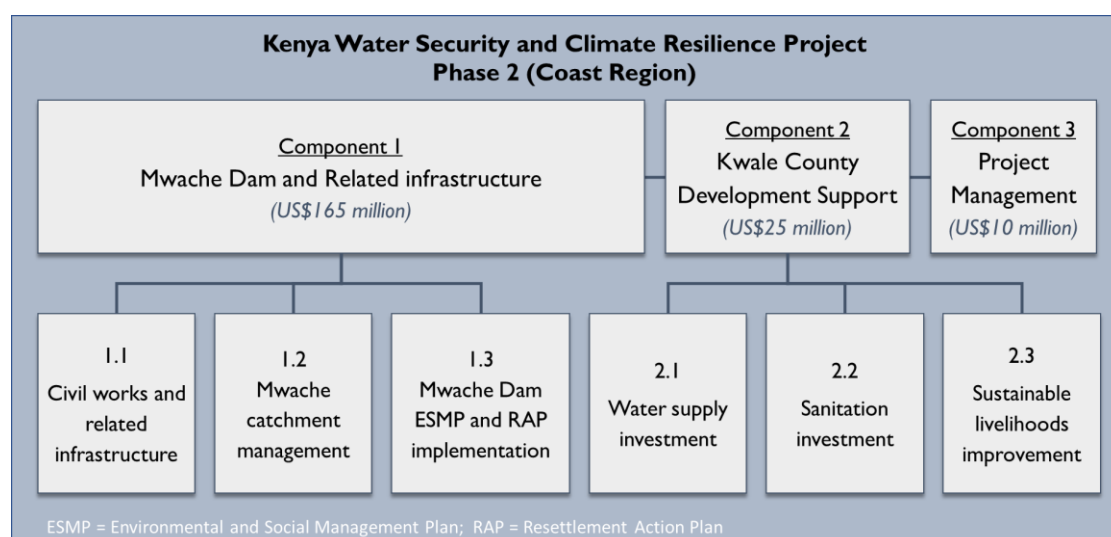 Kenya Water Security and Climate Resilience Project
Phase 2 (Coast Region)
Component 1
Mwache Dam and Related infrastructure
(US$165 million)
Component 2
Kwale County
Development Support
(US$25 million)
Component 3
Project
Management
(US$10 million)
1.1
Civil works and
related
infrastructure
1.2
Mwache
catchment
management
1.3
Mwache Dam
ESMP and RAP
implementation
2.1
Water supply
investment
2.2
Sanitation
investment
2.3
Sustainable
livelihoods
improvement
ESMP = Environmental and Social Management Plan; RAP = Resettlement Action Plan